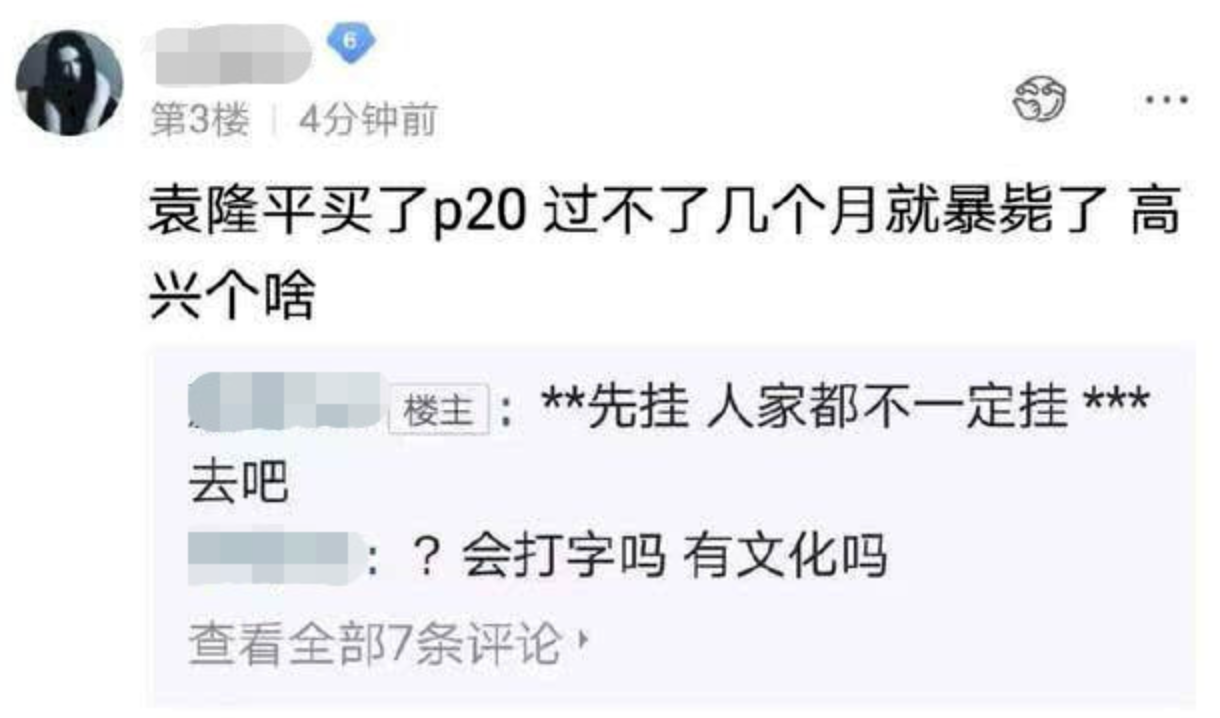 6
第3楼 | 4分钟前
袁隆平买了p20 过不了几个月就暴毙了 高
兴个啥
楼主 : **先挂 人家都不一定挂 ***
去吧
: ? 会打字吗 有文化吗
查看全部7条评论